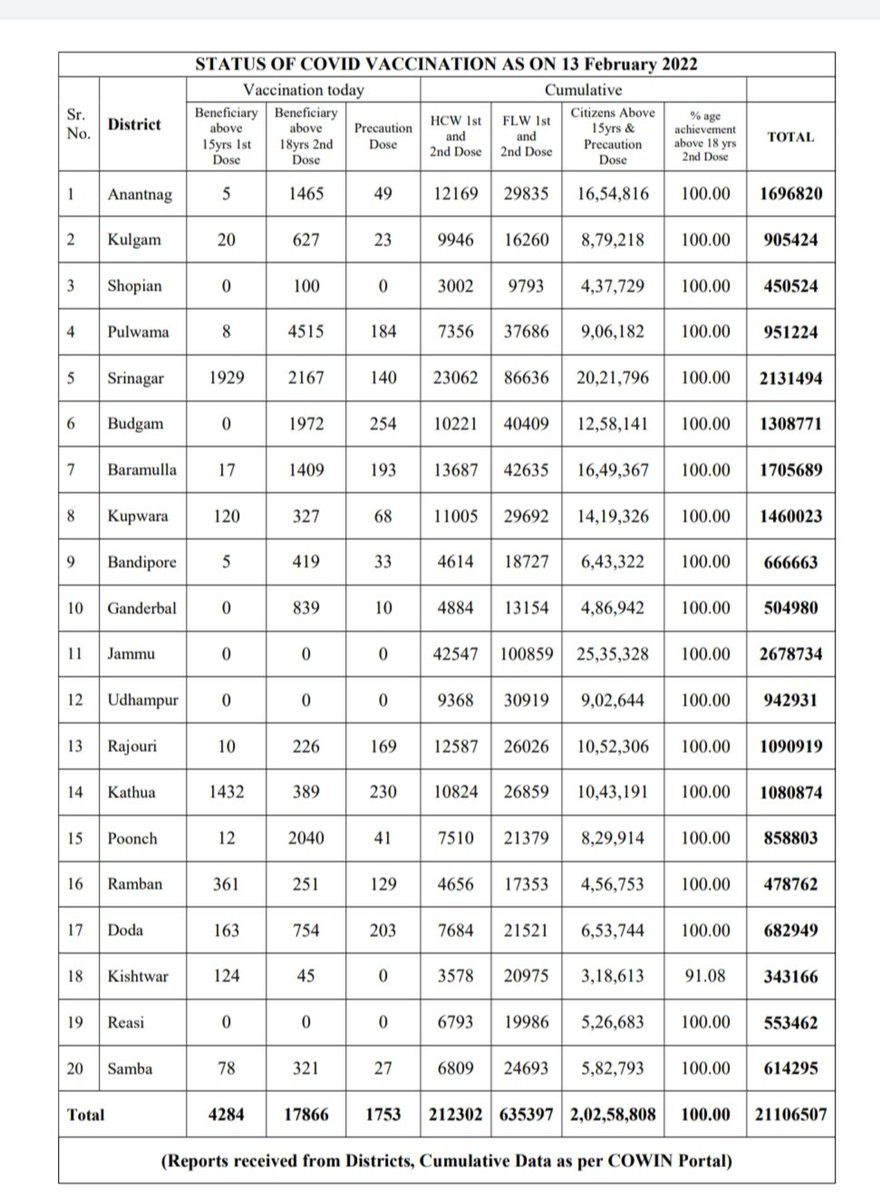 STATUS OF COVID VACCINATION AS ON 13 February 2022
Vaccination today Cumulative
Sr. No. District Beneficiary above 15yrs 1st Dose Beneficiary above 18yrs 2nd Dose Precaution Dose HCW 1st and 2nd Dose FLW 1st and 2nd Dose Citizens Above 15yrs & Precaution Dose % age achievement above 18 yrs 2nd Dose TOTAL
1 Anantnag 5 1465 49 12169 29835 16,54,816 100.00 1696820
2 Kulgam 20 627 23 9946 16260 8,79,218 100.00 905424
3 Shopian 0 100 0 3002 9793 4,37,729 100.00 450524
4 Pulwama 8 4515 184 7356 37686 9,06,182 100.00 951224
5 Srinagar 1929 2167 140 23062 86636 20,21,796 100.00 2131494
6 Budgam 0 1972 254 10221 40409 12,58,141 100.00 1308771
7 Baramulla 17 1409 193 13687 42635 16,49,367 100.00 1705689
8 Kupwara 120 327 68 11005 29692 14,19,326 100.00 1460023
9 Bandipore 5 419 33 4614 18727 6,43,322 100.00 666663
10 Ganderbal 0 839 10 4884 13154 4,86,942 100.00 504980
11 Jammu 0 0 0 42547 100859 25,35,328 100.00 2678734
12 Udhampur 0 0 0 9368 30919 9,02,644 100.00 942931
13 Rajouri 10 226 169 12587 26026 10,52,306 100.00 1090919
14 Kathua 1432 389 230 10824 26859 10,43,191 100.00 1080874
15 Poonch 12 2040 41 7510 21379 8,29,914 100.00 858803
16 Ramban 361 251 129 4656 17353 4,56,753 100.00 478762
17 Doda 163 754 203 7684 21521 6,53,744 100.00 682949
18 Kishtwar 124 45 0 3578 20975 3,18,613 91.08 343166
19 Reasi 0 0 0 6793 19986 5,26,683 100.00 553462
20 Samba 78 321 27 6809 24693 5,82,793 100.00 614295
Total 4284 17866 1753 212302 635397 2,02,58,808 100.00 21106507
(Reports received from Districts, Cumulative Data as per COWIN Portal)